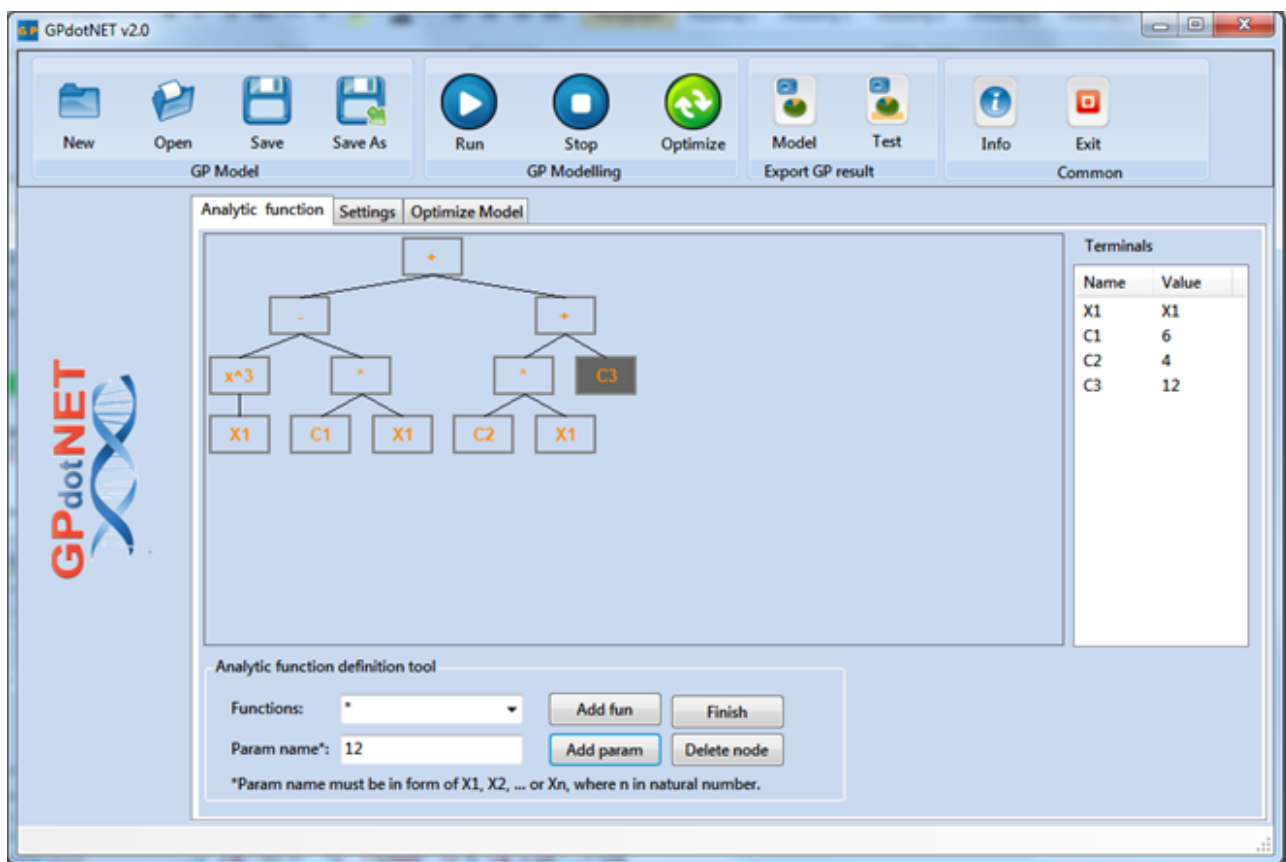 GPdotNET v2.0
New Open Save Save As Run Stop Optimize Model Test Info Exit
GP Model GP Modelling Export GP result Common
Analytic function Settings Optimize Model
GPdotNET
+
- +
x^3 * * C3
X1 C1 X1 C2 X1
Terminals
Name Value
X1 X1
C1 6
C2 4
C3 12
Analytic function definition tool
Functions: * Add fun Finish
Param name*: 12 Add param Delete node
*Param name must be in form of X1, X2, ... or Xn, where n in natural number.